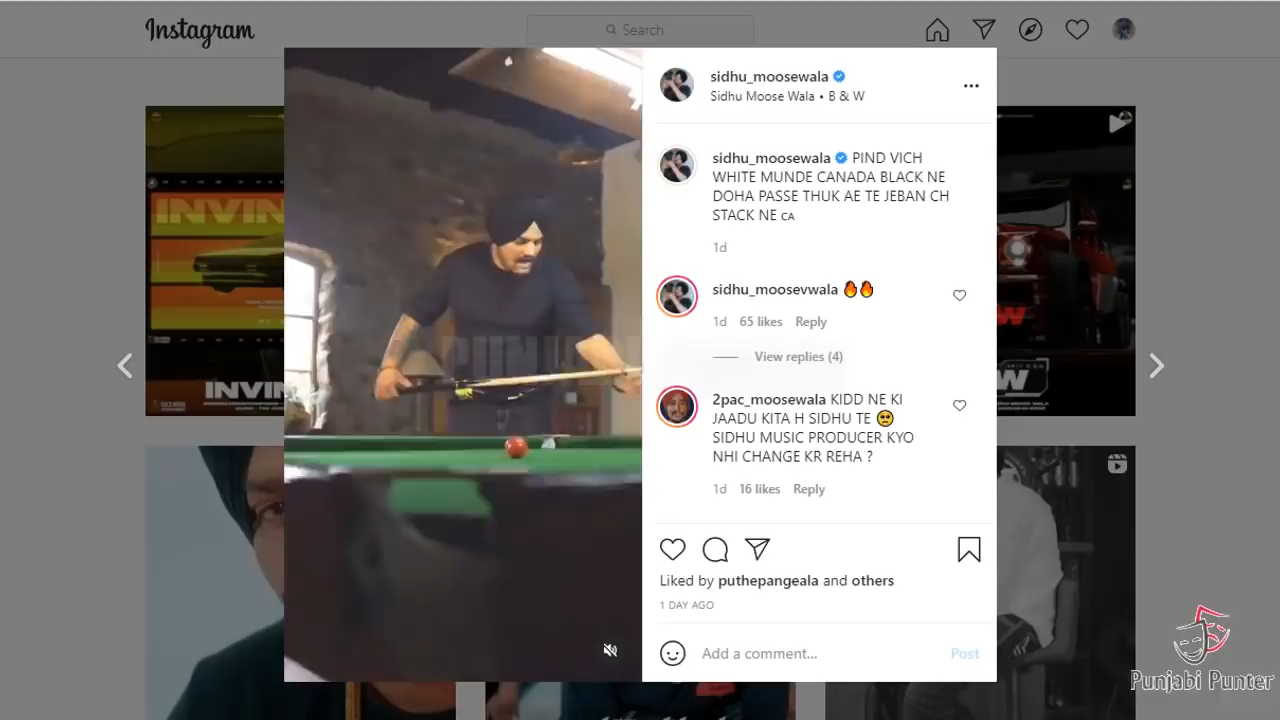 Instagram
Search
sidhu_moosewala
Sidhu Moose Wala • B & W
sidhu_moosewala PIND VICH
WHITE MUNDE CANADA BLACK NE
DOHA PASSE THUK AE TE JEBAN CH
STACK NE CA
1d
sidhu_moosevwala 🔥🔥
1d 65 likes Reply
View replies (4)
2pac_moosewala KIDD NE KI
JAADU KITA H SIDHU TE 🥺
SIDHU MUSIC PRODUCER KYO
NHI CHANGE KR REHA ?
1d 16 likes Reply
Liked by puthepangeala and others
1 DAY AGO
Add a comment... Post
INVIN
INVIN
W
Punjabi Punter